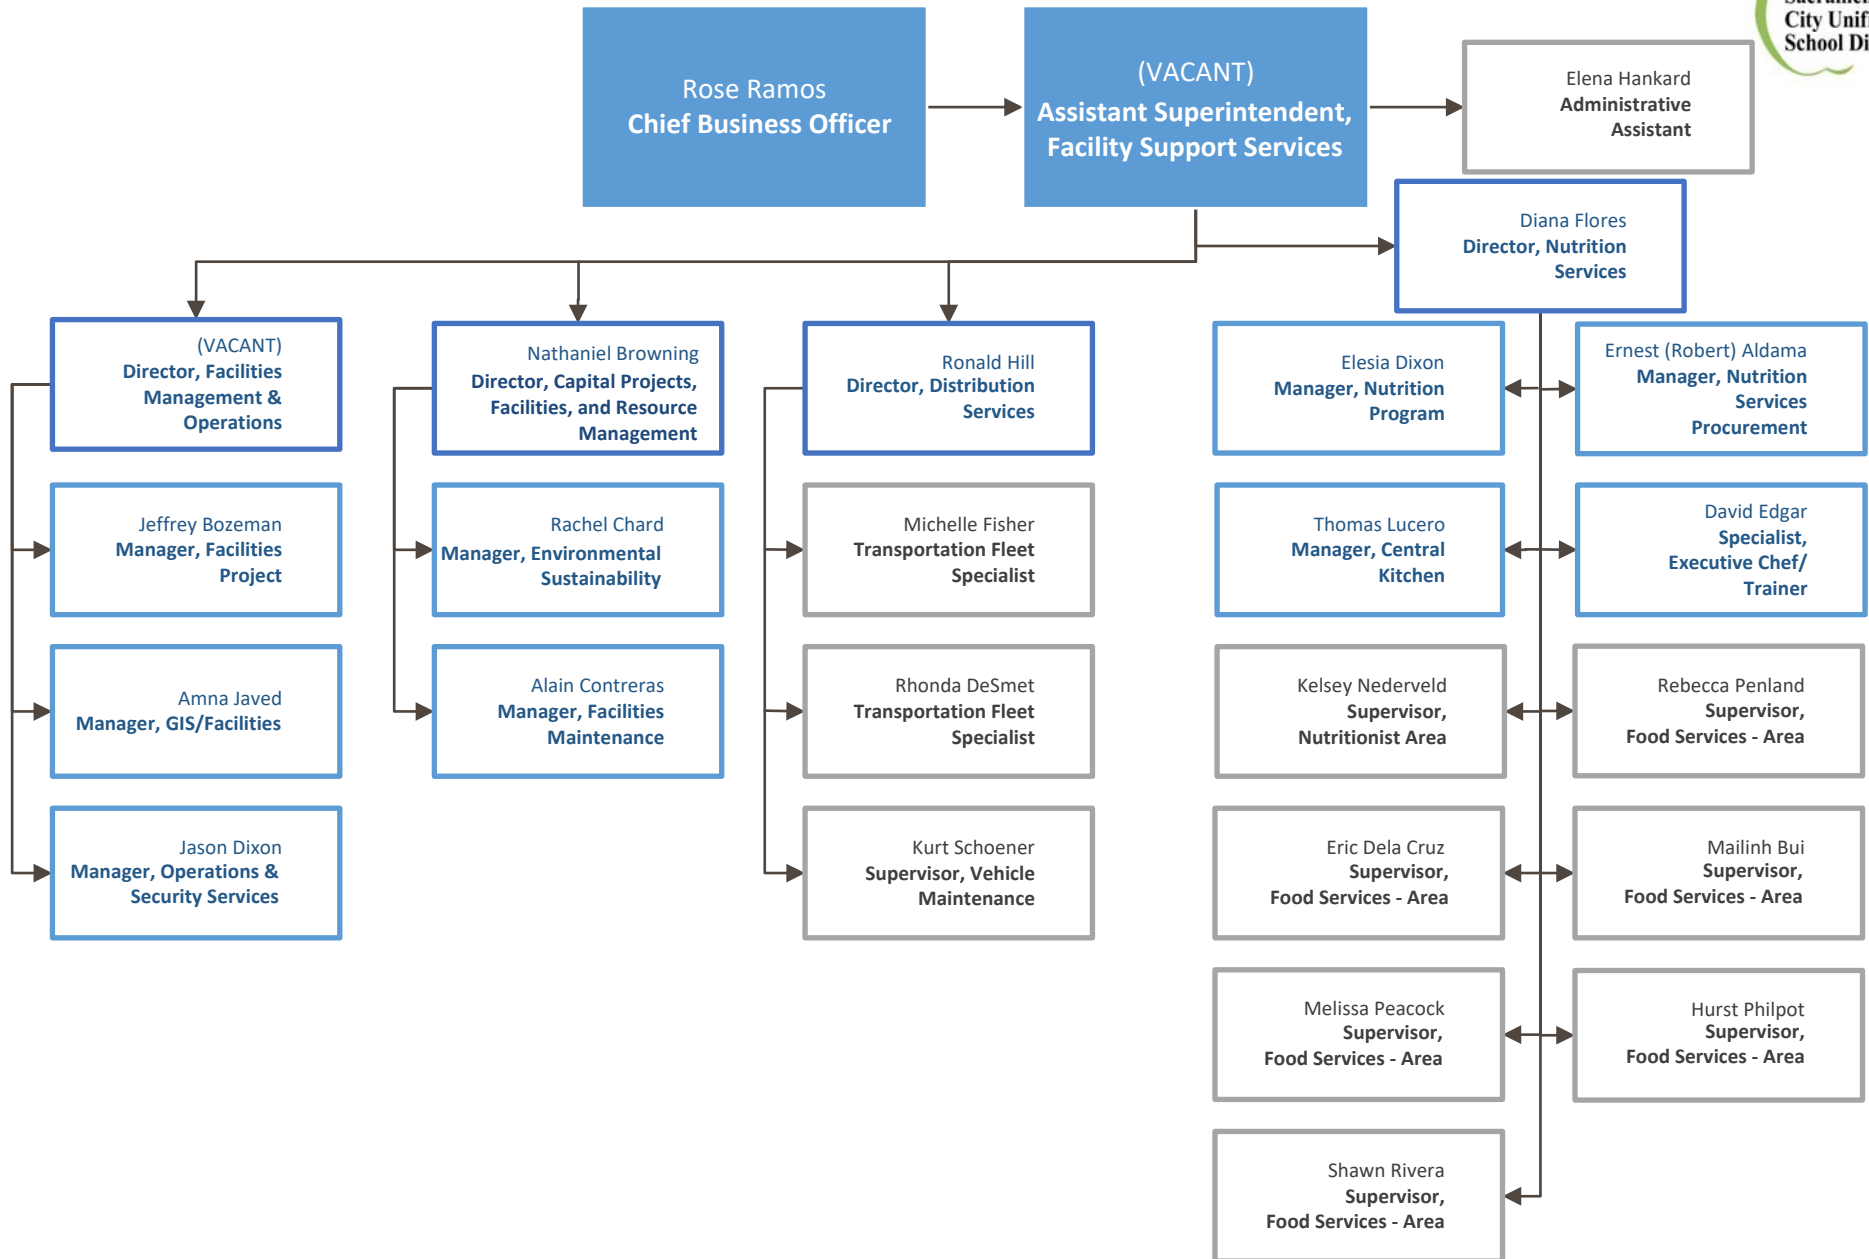 City Unif
School Di
Rose Ramos
Chief Business Officer
(VACANT)
Assistant Superintendent,
Facility Support Services
Elena Hankard
Administrative
Assistant
Diana Flores
Director, Nutrition
Services
(VACANT)
Director, Facilities
Management &
Operations
Nathaniel Browning
Director, Capital Projects,
Facilities, and Resource
Management
Ronald Hill
Director, Distribution
Services
Elesia Dixon
Manager, Nutrition
Program
Ernest (Robert) Aldama
Manager, Nutrition
Services
Procurement
Jeffrey Bozeman
Manager, Facilities
Project
Rachel Chard
Manager, Environmental
Sustainability
Michelle Fisher
Transportation Fleet
Specialist
Thomas Lucero
Manager, Central
Kitchen
David Edgar
Specialist,
Executive Chef/
Trainer
Amna Javed
Manager, GIS/Facilities
Alain Contreras
Manager, Facilities
Maintenance
Rhonda DeSmet
Transportation Fleet
Specialist
Kelsey Nederveld
Supervisor,
Nutritionist Area
Rebecca Penland
Supervisor,
Food Services - Area
Jason Dixon
Manager, Operations &
Security Services
Kurt Schoener
Supervisor, Vehicle
Maintenance
Eric Dela Cruz
Supervisor,
Food Services - Area
Mailinh Bui
Supervisor,
Food Services - Area
Melissa Peacock
Supervisor,
Food Services - Area
Hurst Philpot
Supervisor,
Food Services - Area
Shawn Rivera
Supervisor,
Food Services - Area